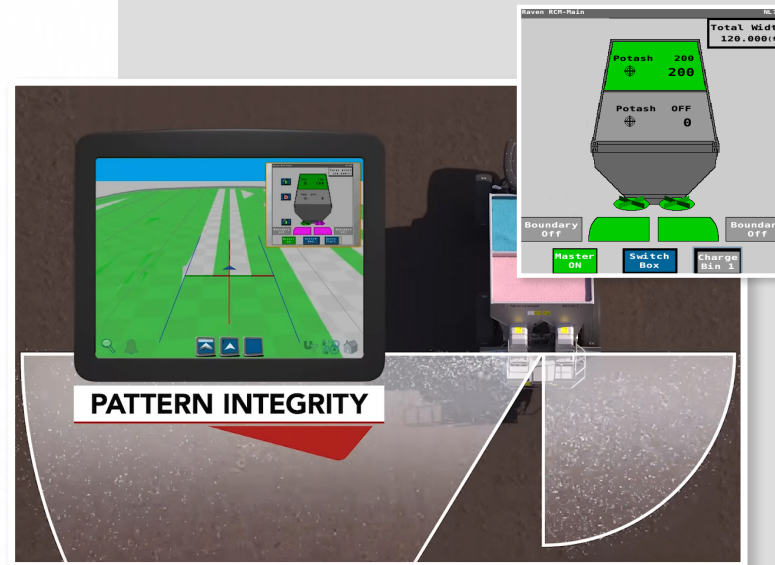 Raven RCM-Main
Total Widt
120.000(f
Potash 200
200
Potash OFF
0
Boundary
Off
Boundar
Off
Master
ON
Switch
Box
Charge
Bin 1
PATTERN INTEGRITY